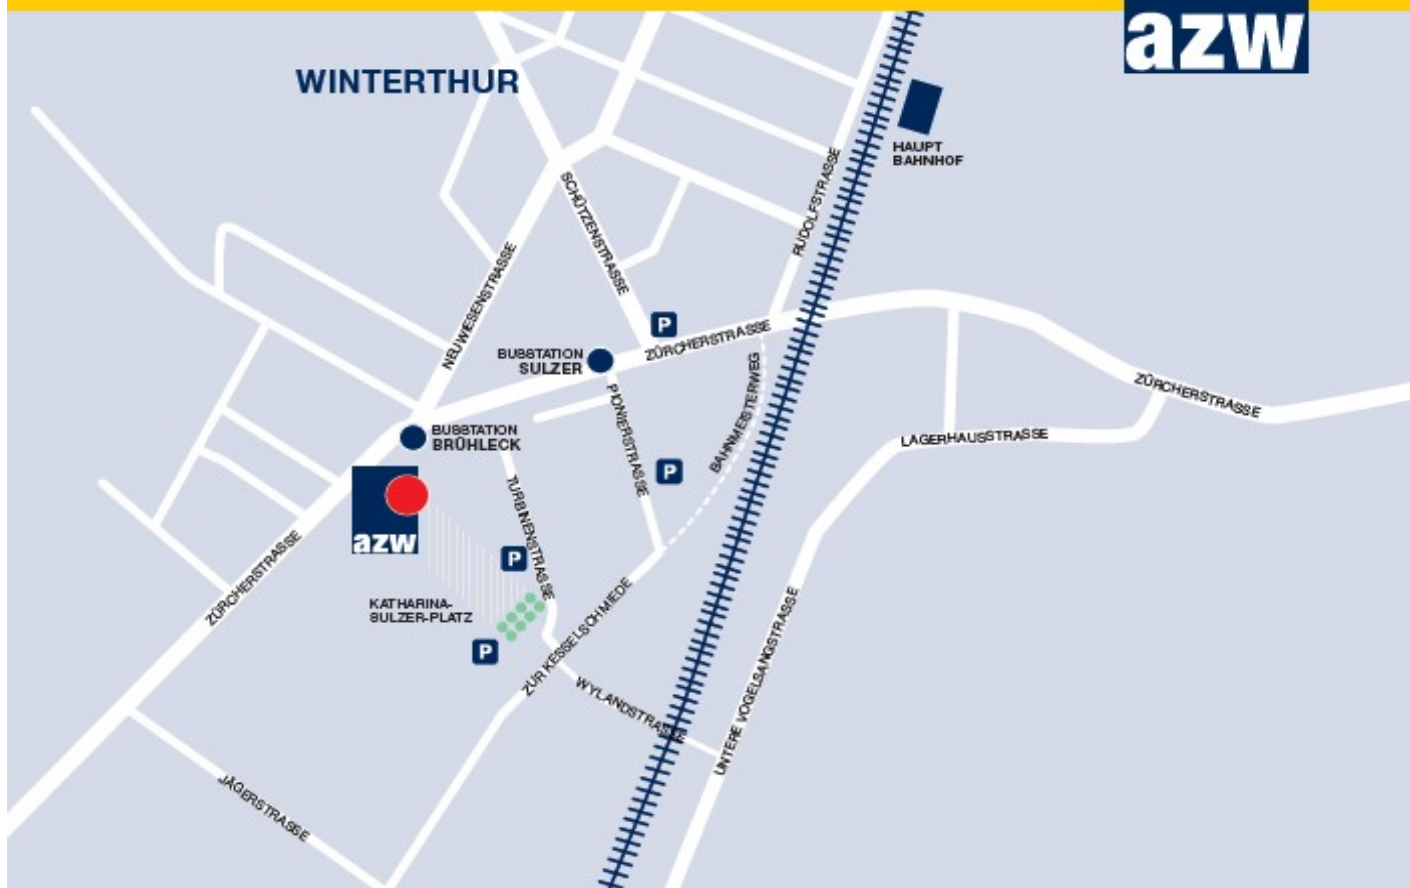 azw
WINTERTHUR
HAUPT
BAHNHOF
RUDOLFSTRASSE
SCHÜTZENSTRASSE
NEUWIESENSTRASSE
P
ZÜRCHERSTRASSE
BUSSTATION
SULZER
BAHNMEISTERWEG
PIONIERSTRASSE
ZÜRCHERSTRASSE
BUSSTATION
BRÜHLECK
LAGERHAUSSTRASSE
P
TURBINENSTRASSE
azw
P
ZÜRCHERSTRASSE
KATHARINA-
SULZER-PLATZ
P
ZÜR KESSELSCHMIEDE
WYLANDSTRASSE
UNTERE VOGELSANGSTRASSE
JÄGERSTRASSE